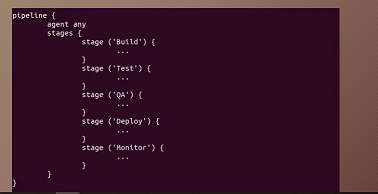 pipeline {
agent any
stages {
stage ('Build') {
...
}
stage ('Test') {
...
}
stage ('QA') {
...
}
stage ('Deploy') {
...
}
stage ('Monitor') {
...
}
}
}